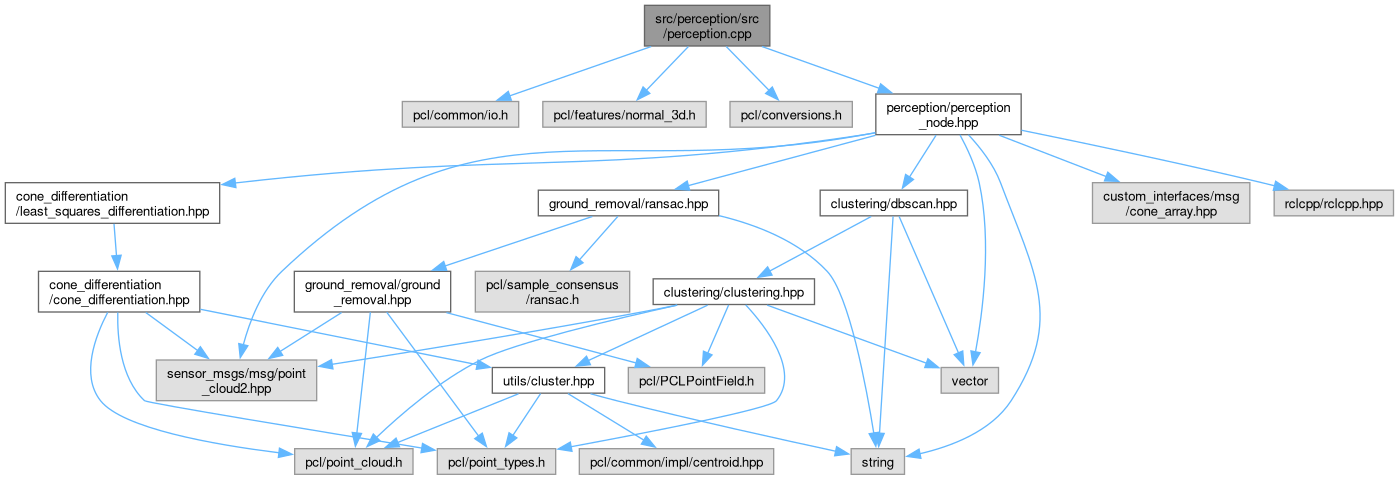 src/perception/src
/perception.cpp
pcl/common/io.h
pcl/features/normal_3d.h
pcl/conversions.h
perception/perception
_node.hpp
cone_differentiation
/least_squares_differentiation.hpp
ground_removal/ransac.hpp
clustering/dbscan.hpp
custom_interfaces/msg
/cone_array.hpp
rclcpp/rclcpp.hpp
cone_differentiation
/cone_differentiation.hpp
ground_removal/ground
_removal.hpp
pcl/sample_consensus
/ransac.h
clustering/clustering.hpp
sensor_msgs/msg/point
_cloud2.hpp
utils/cluster.hpp
pcl/PCLPointField.h
vector
pcl/point_cloud.h
pcl/point_types.h
pcl/common/impl/centroid.hpp
string